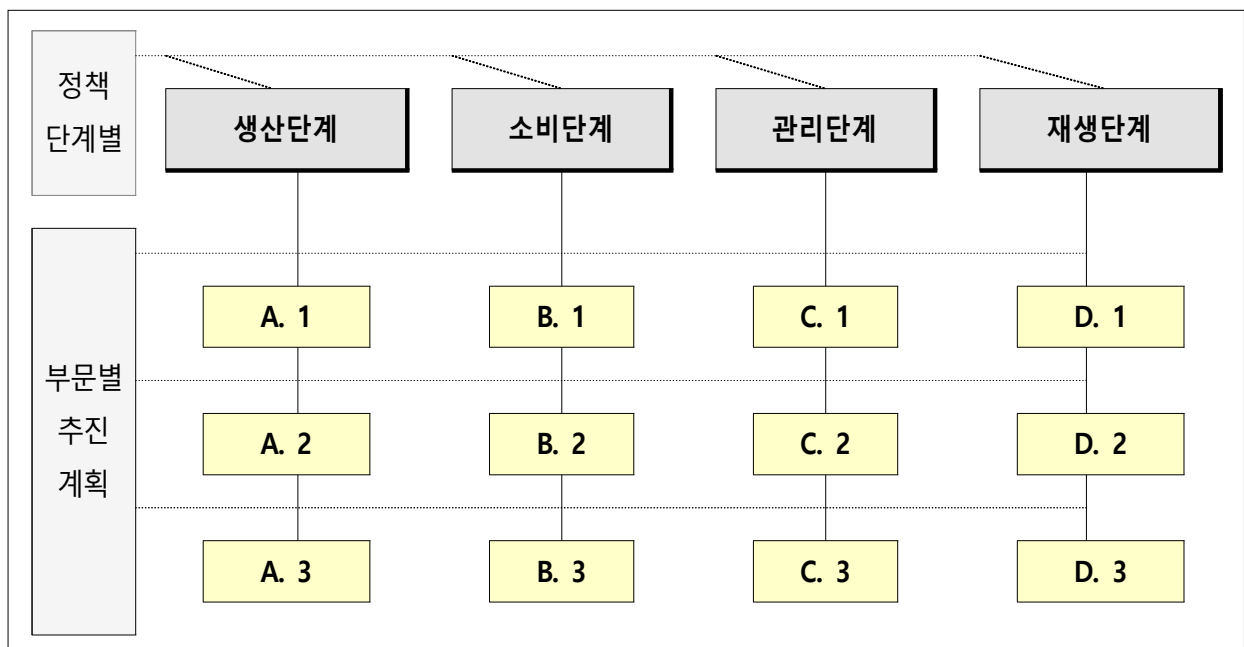 정책
단계별
생산단계
소비단계
관리단계
재생단계
부문별
추진
계획
A. 1
B. 1
C. 1
D. 1
A. 2
B. 2
C. 2
D. 2
A. 3
B. 3
C. 3
D. 3